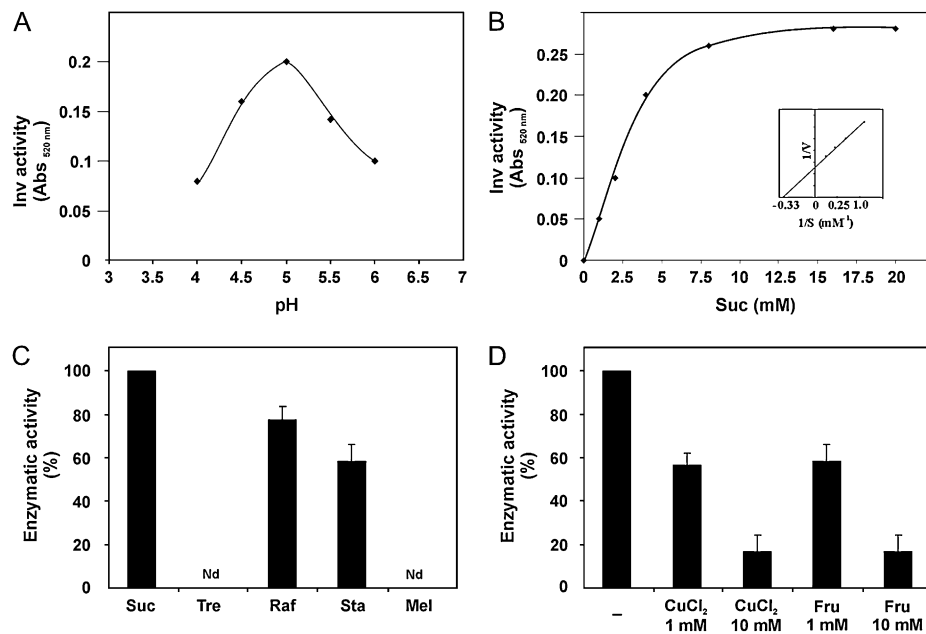 A
Inv activity
(Abs 520 nm)
0.2
0.15
0.1
0.05
0
3 3.5 4 4.5 5 5.5 6 6.5 7
pH
B
Inv activity
(Abs 520 nm)
0.25
0.20
0.15
0.10
0.05
0
0 2.5 5 7.5 10 12.5 15 17.5 20
Suc (mM)
1/V
-0.33 0 0.25 1.0
1/S (mM-1)
C
Enzymatic activity
(%)
100
80
60
40
20
0
Nd Nd
Suc Tre Raf Sta Mel
D
Enzymatic activity
(%)
100
80
60
40
20
0
– CuCl2 CuCl2 Fru Fru
1 mM 10 mM 1 mM 10 mM